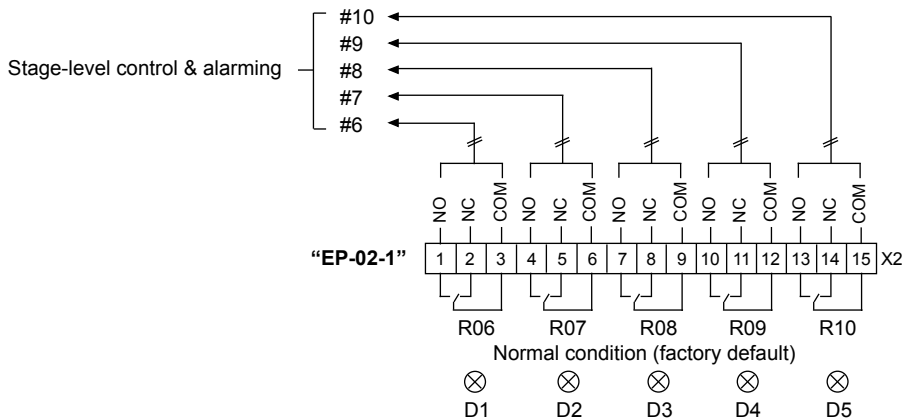 #10
#9
Stage-level control & alarming
#8
#7
#6
NO NC COM NO NC COM NO NC COM NO NC COM NO NC COM
“EP-02-1” 1 2 3 4 5 6 7 8 9 10 11 12 13 14 15 X2
R06 R07 R08 R09 R10
Normal condition (factory default)
D1 D2 D3 D4 D5